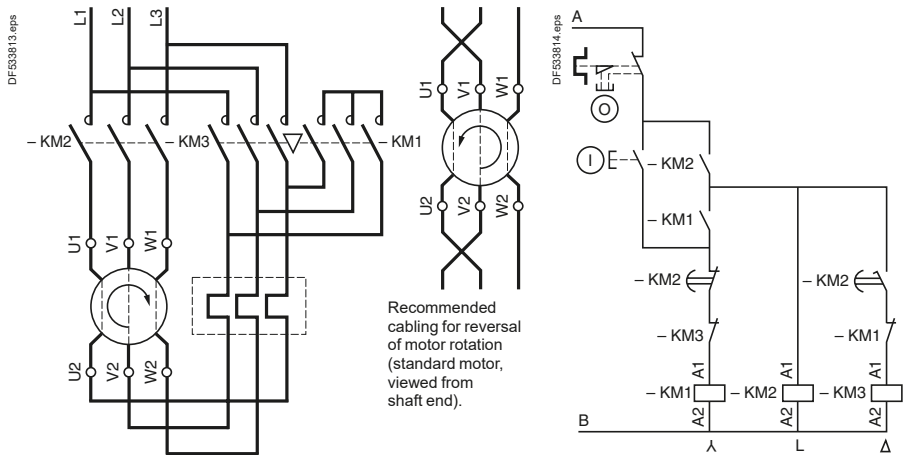 DF533813.eps
L1
L2
L3
– KM2
– KM3
– KM1
U1
V1
W1
U2
V2
W2
U1
V1
W1
U2
V2
W2
Recommended
cabling for reversal
of motor rotation
(standard motor,
viewed from
shaft end).
DF533814.eps
A
O
I
– KM2
– KM1
– KM2
– KM2
– KM3
– KM1
A1
A1
A1
– KM1
– KM2
– KM3
A2
A2
A2
B
L
Δ